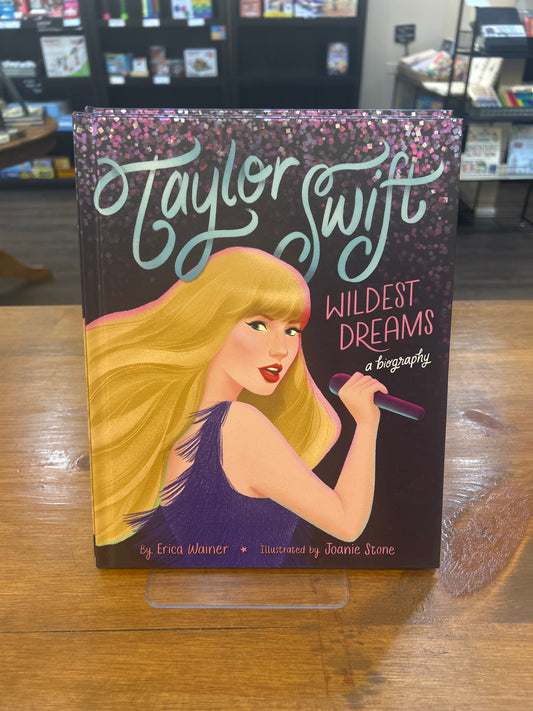 Taylor
Swift
WILDEST
DREAMS
a biography
By Erica Wainer ★ Illustrated by Joanie Stone